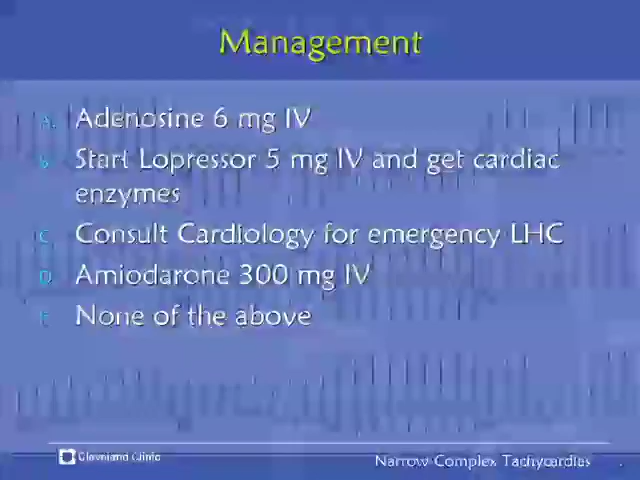 Management
A. Adenosine 6 mg IV
B. Start Lopressor 5 mg IV and get cardiac
enzymes
C. Consult Cardiology for emergency LHC
D. Amiodarone 300 mg IV
E. None of the above
Cleveland Clinic
Narrow Complex Tachycardias